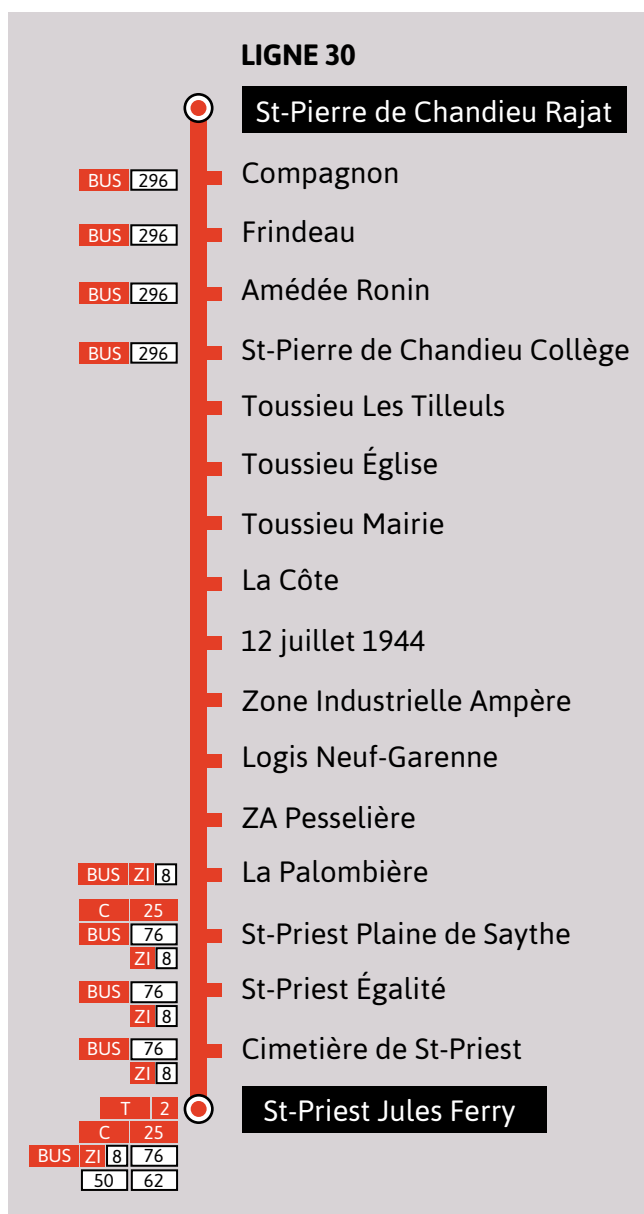 LIGNE 30
St-Pierre de Chandieu Rajat
BUS 296 Compagnon
BUS 296 Frindeau
BUS 296 Amédée Ronin
BUS 296 St-Pierre de Chandieu Collège
Toussieu Les Tilleuls
Toussieu Église
Toussieu Mairie
La Côte
12 juillet 1944
Zone Industrielle Ampère
Logis Neuf-Garenne
ZA Pesselière
BUS ZI 8 La Palombière
C 25
BUS 76 St-Priest Plaine de Saythe
ZI 8
BUS 76 St-Priest Égalité
ZI 8
BUS 76 Cimetière de St-Priest
ZI 8
T 2 St-Priest Jules Ferry
C 25
BUS ZI 8 76
50 62